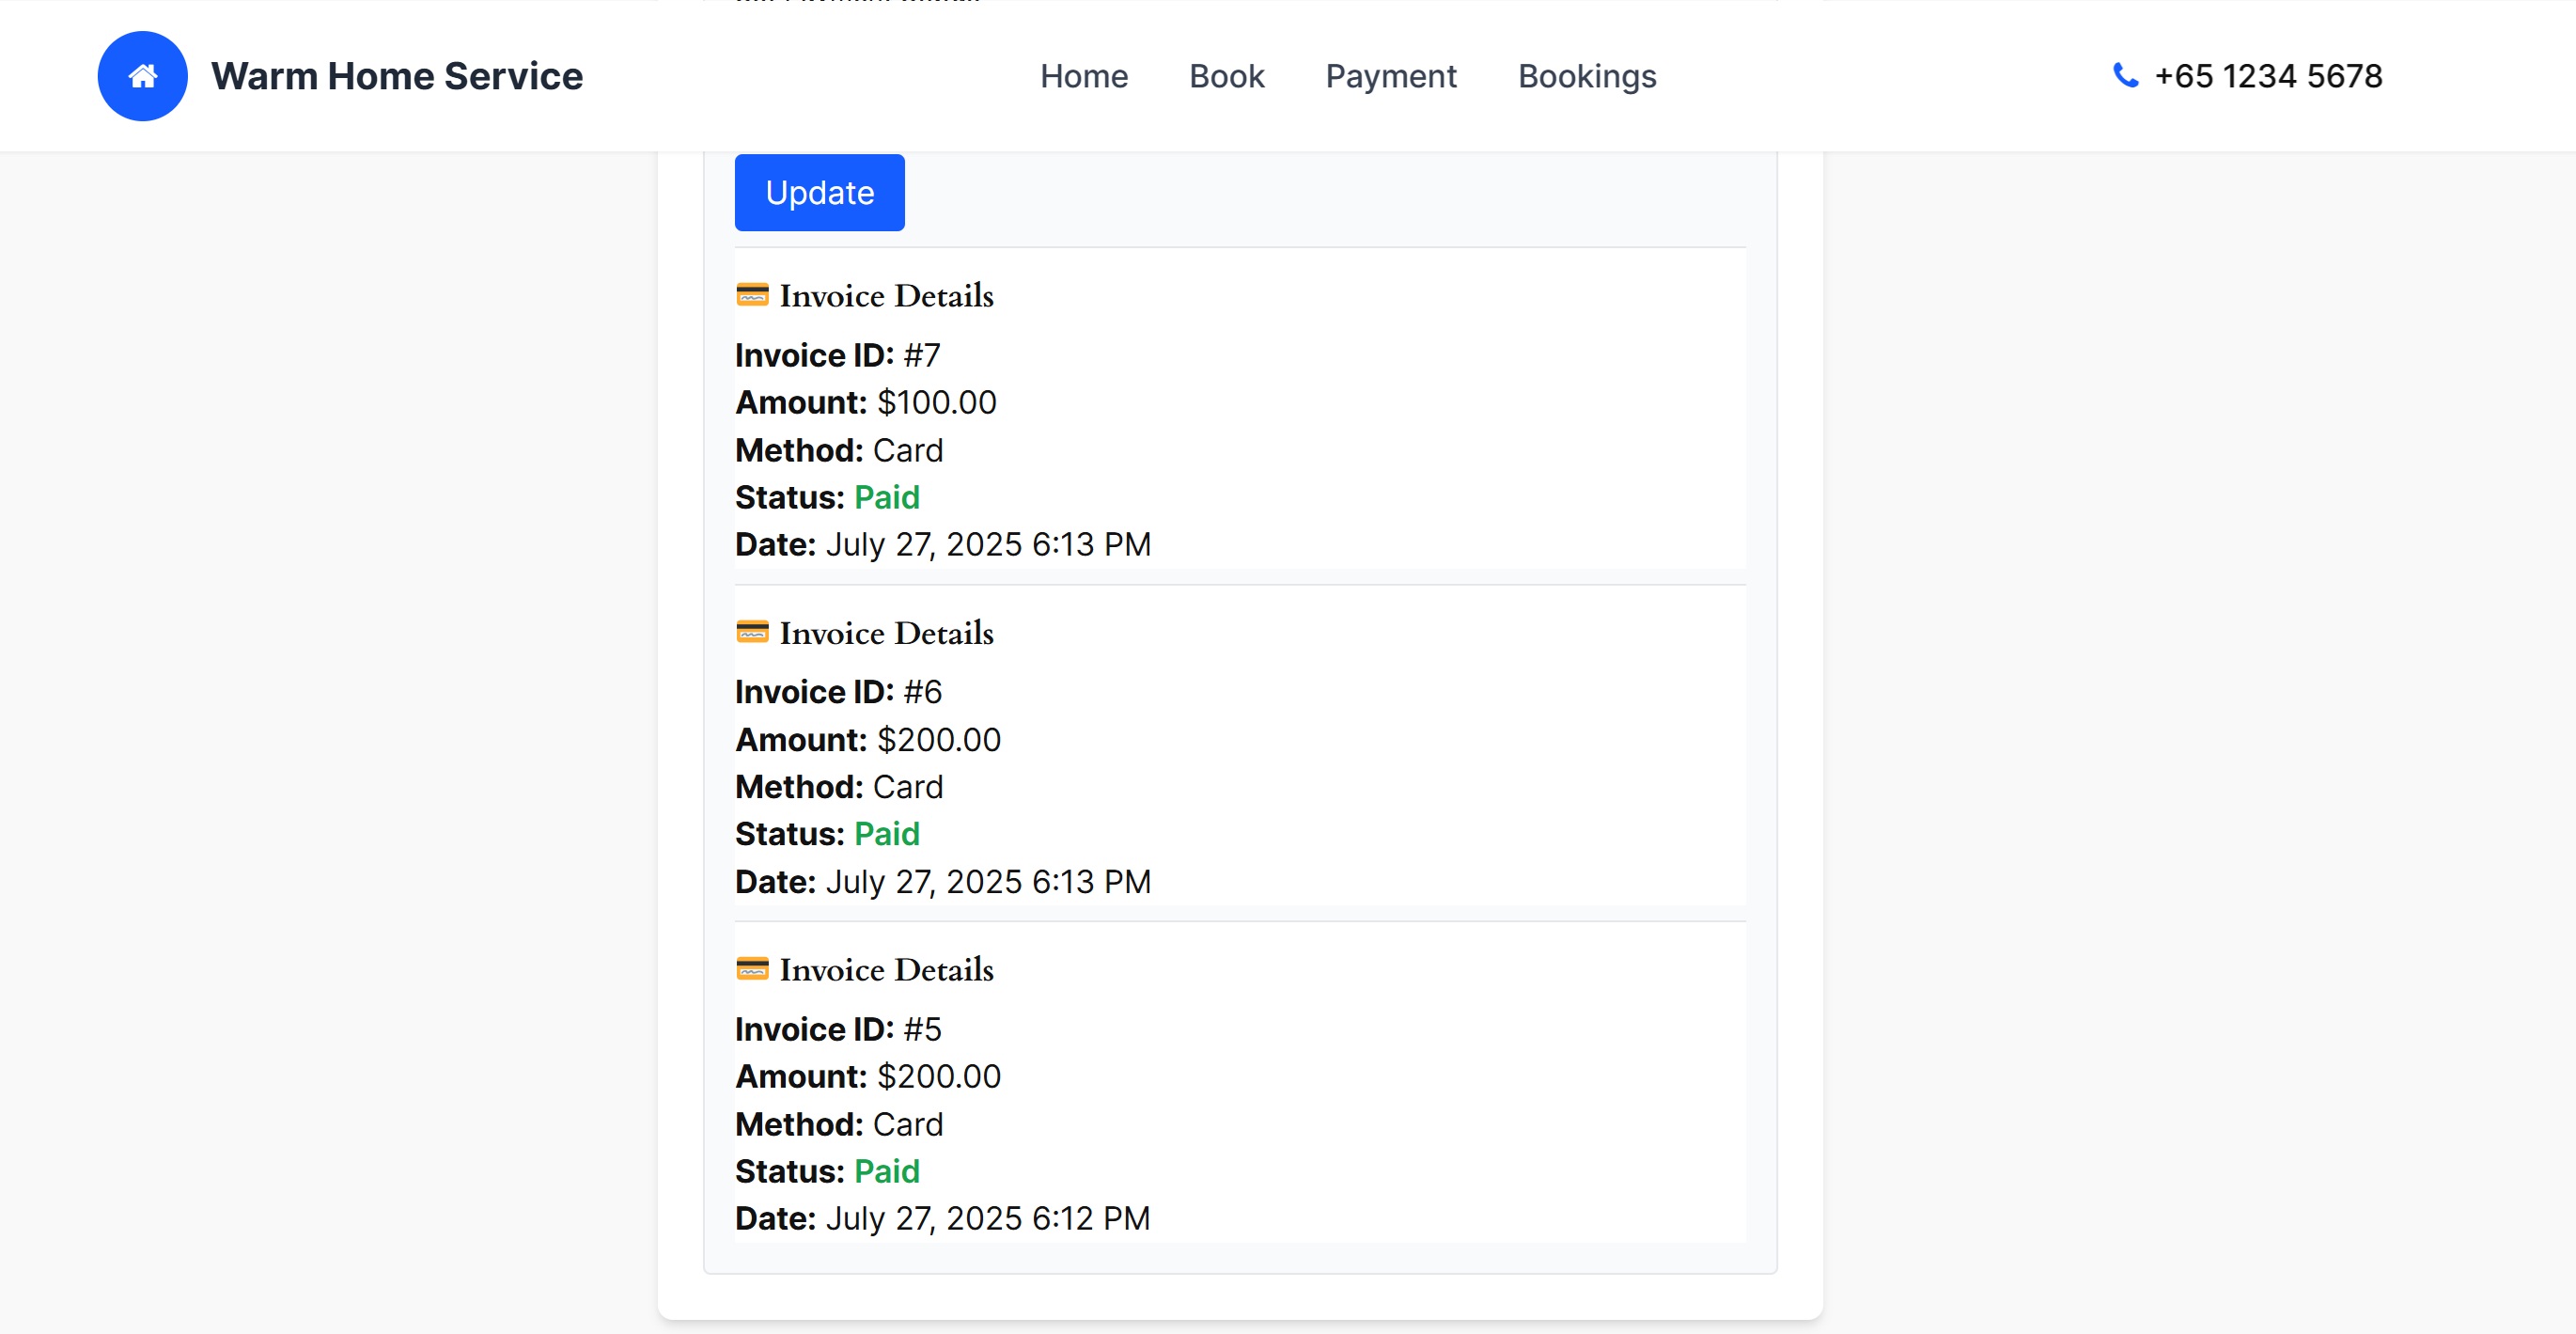 Warm Home Service
Home
Book
Payment
Bookings
+65 1234 5678
Update
Invoice Details
Invoice ID: #7
Amount: $100.00
Method: Card
Status: Paid
Date: July 27, 2025 6:13 PM
Invoice Details
Invoice ID: #6
Amount: $200.00
Method: Card
Status: Paid
Date: July 27, 2025 6:13 PM
Invoice Details
Invoice ID: #5
Amount: $200.00
Method: Card
Status: Paid
Date: July 27, 2025 6:12 PM